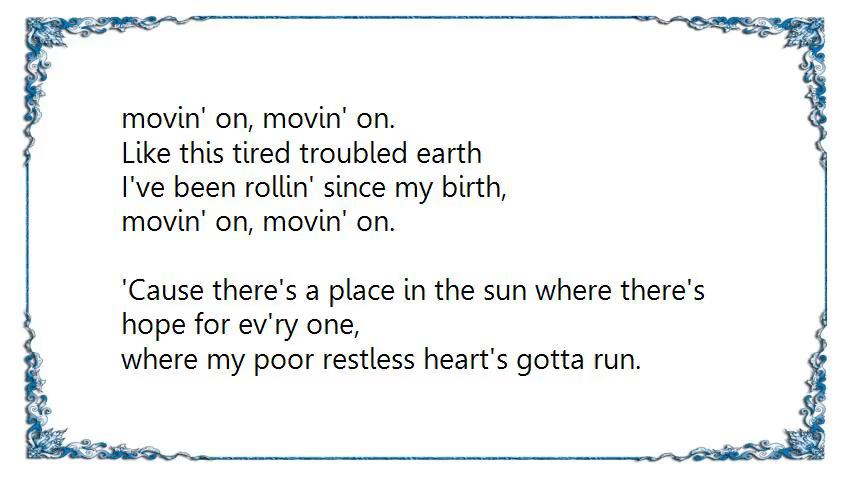 movin' on, movin' on.
Like this tired troubled earth
I've been rollin' since my birth,
movin' on, movin' on.
'Cause there's a place in the sun where there's
hope for ev'ry one,
where my poor restless heart's gotta run.